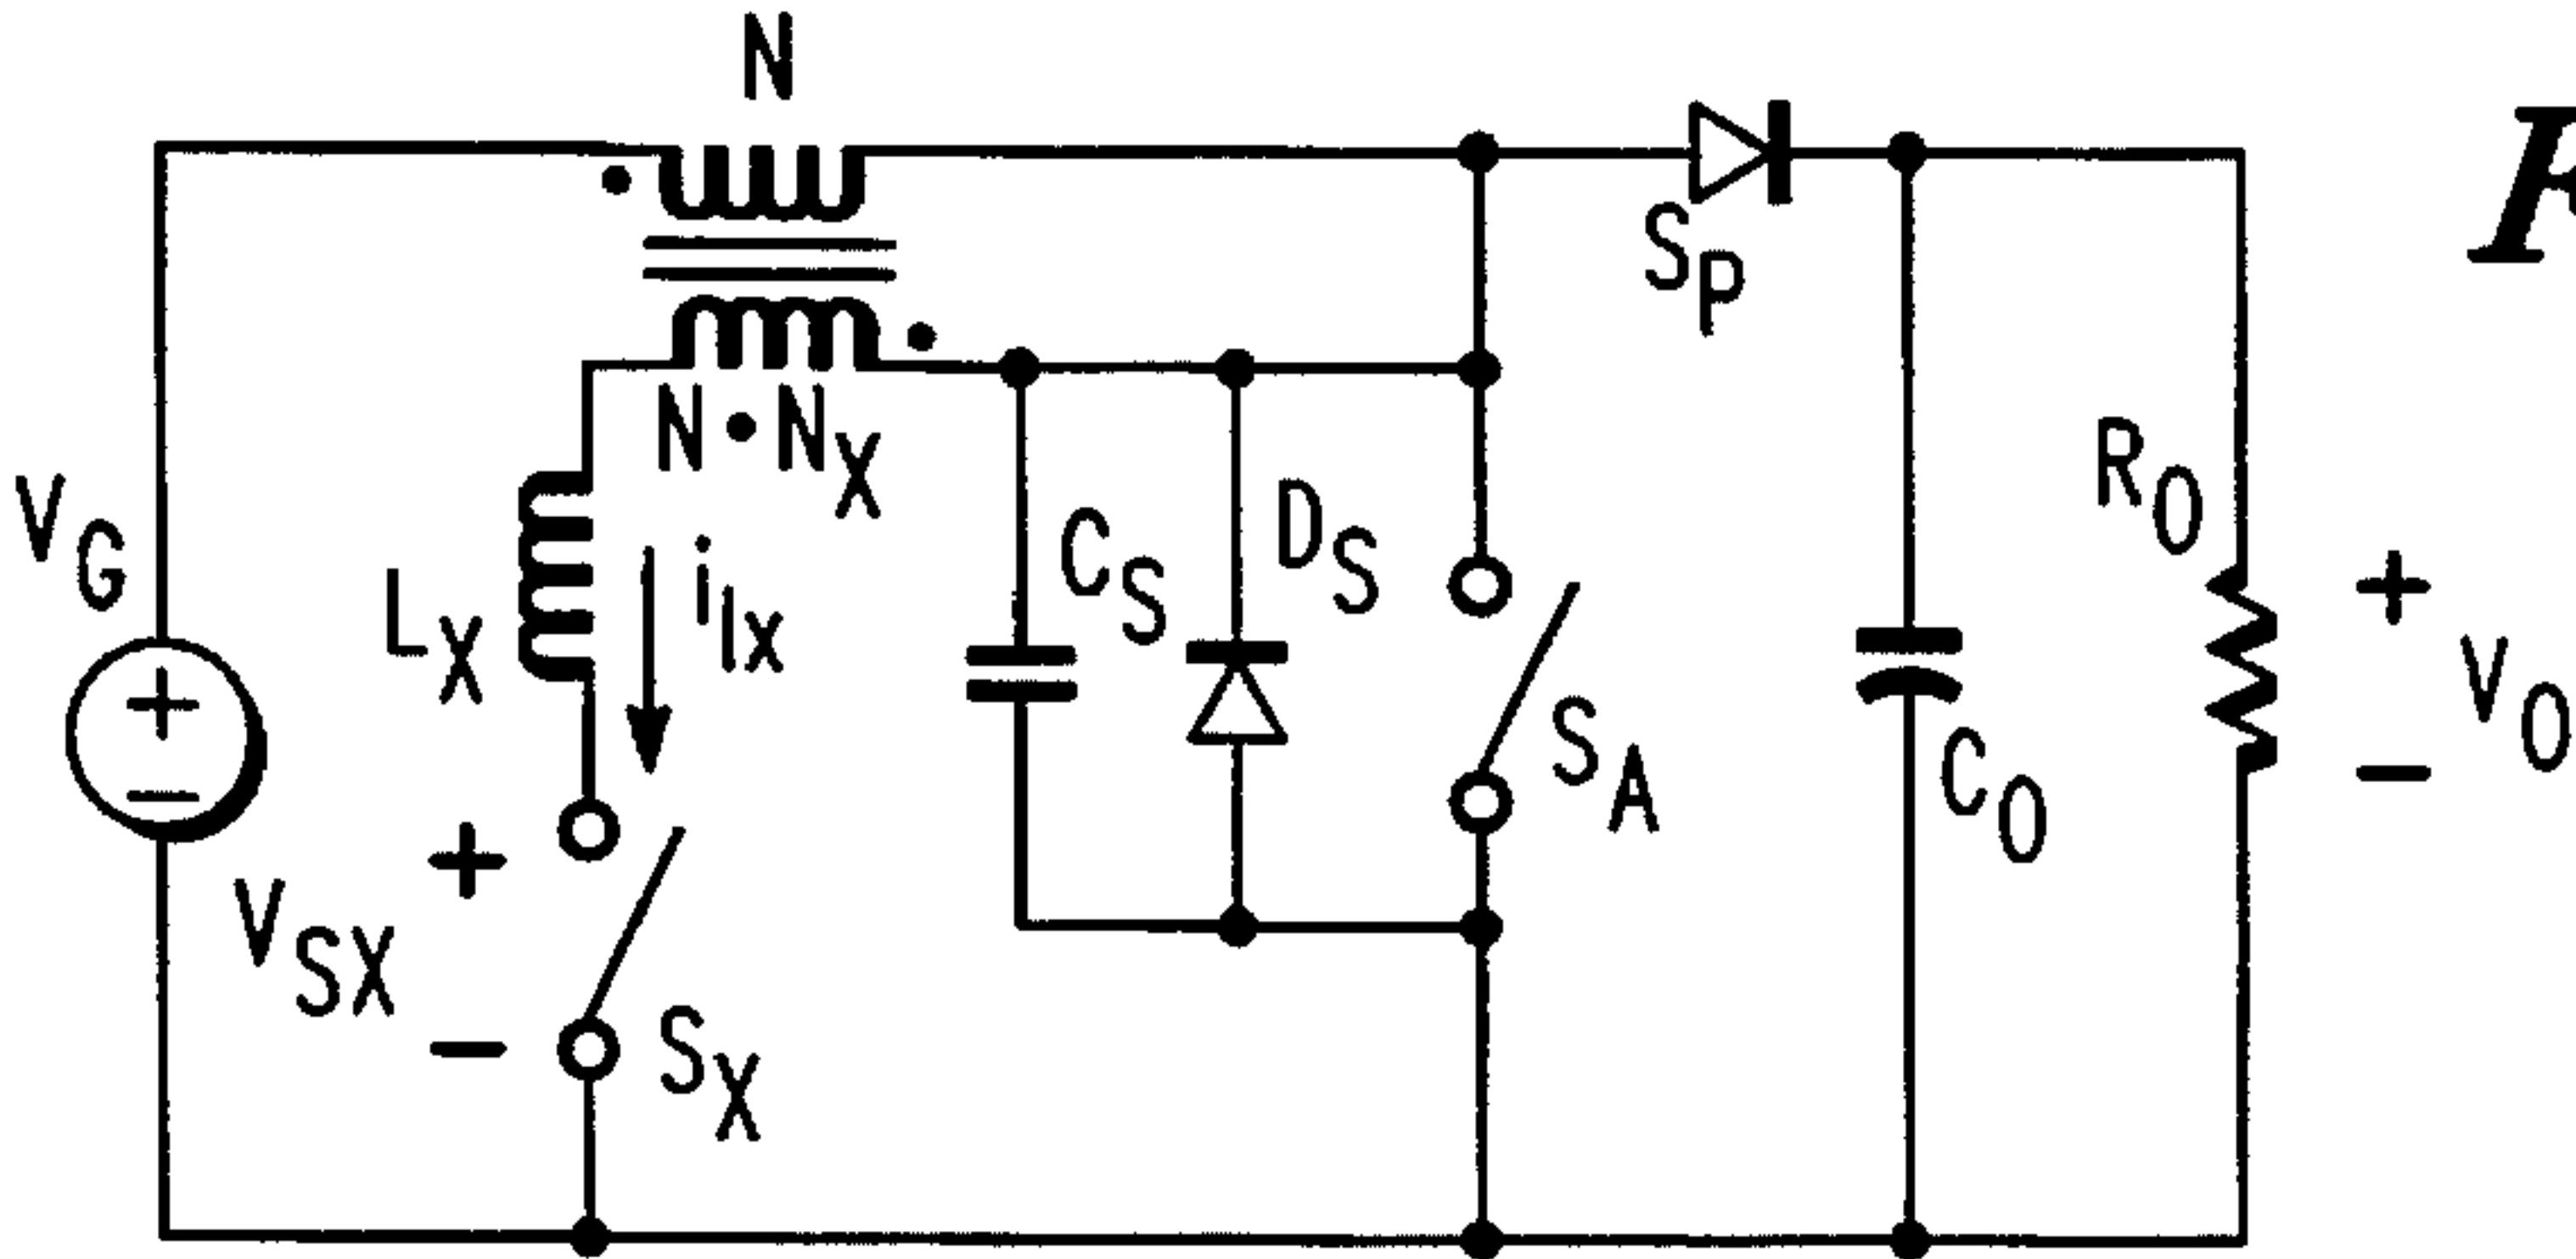 N
S_P
N • N_X
V_G
L_X
i_lx
C_S
D_S
S_A
R_O
C_O
+
V_O
−
+
V_SX
−
S_X
+
−